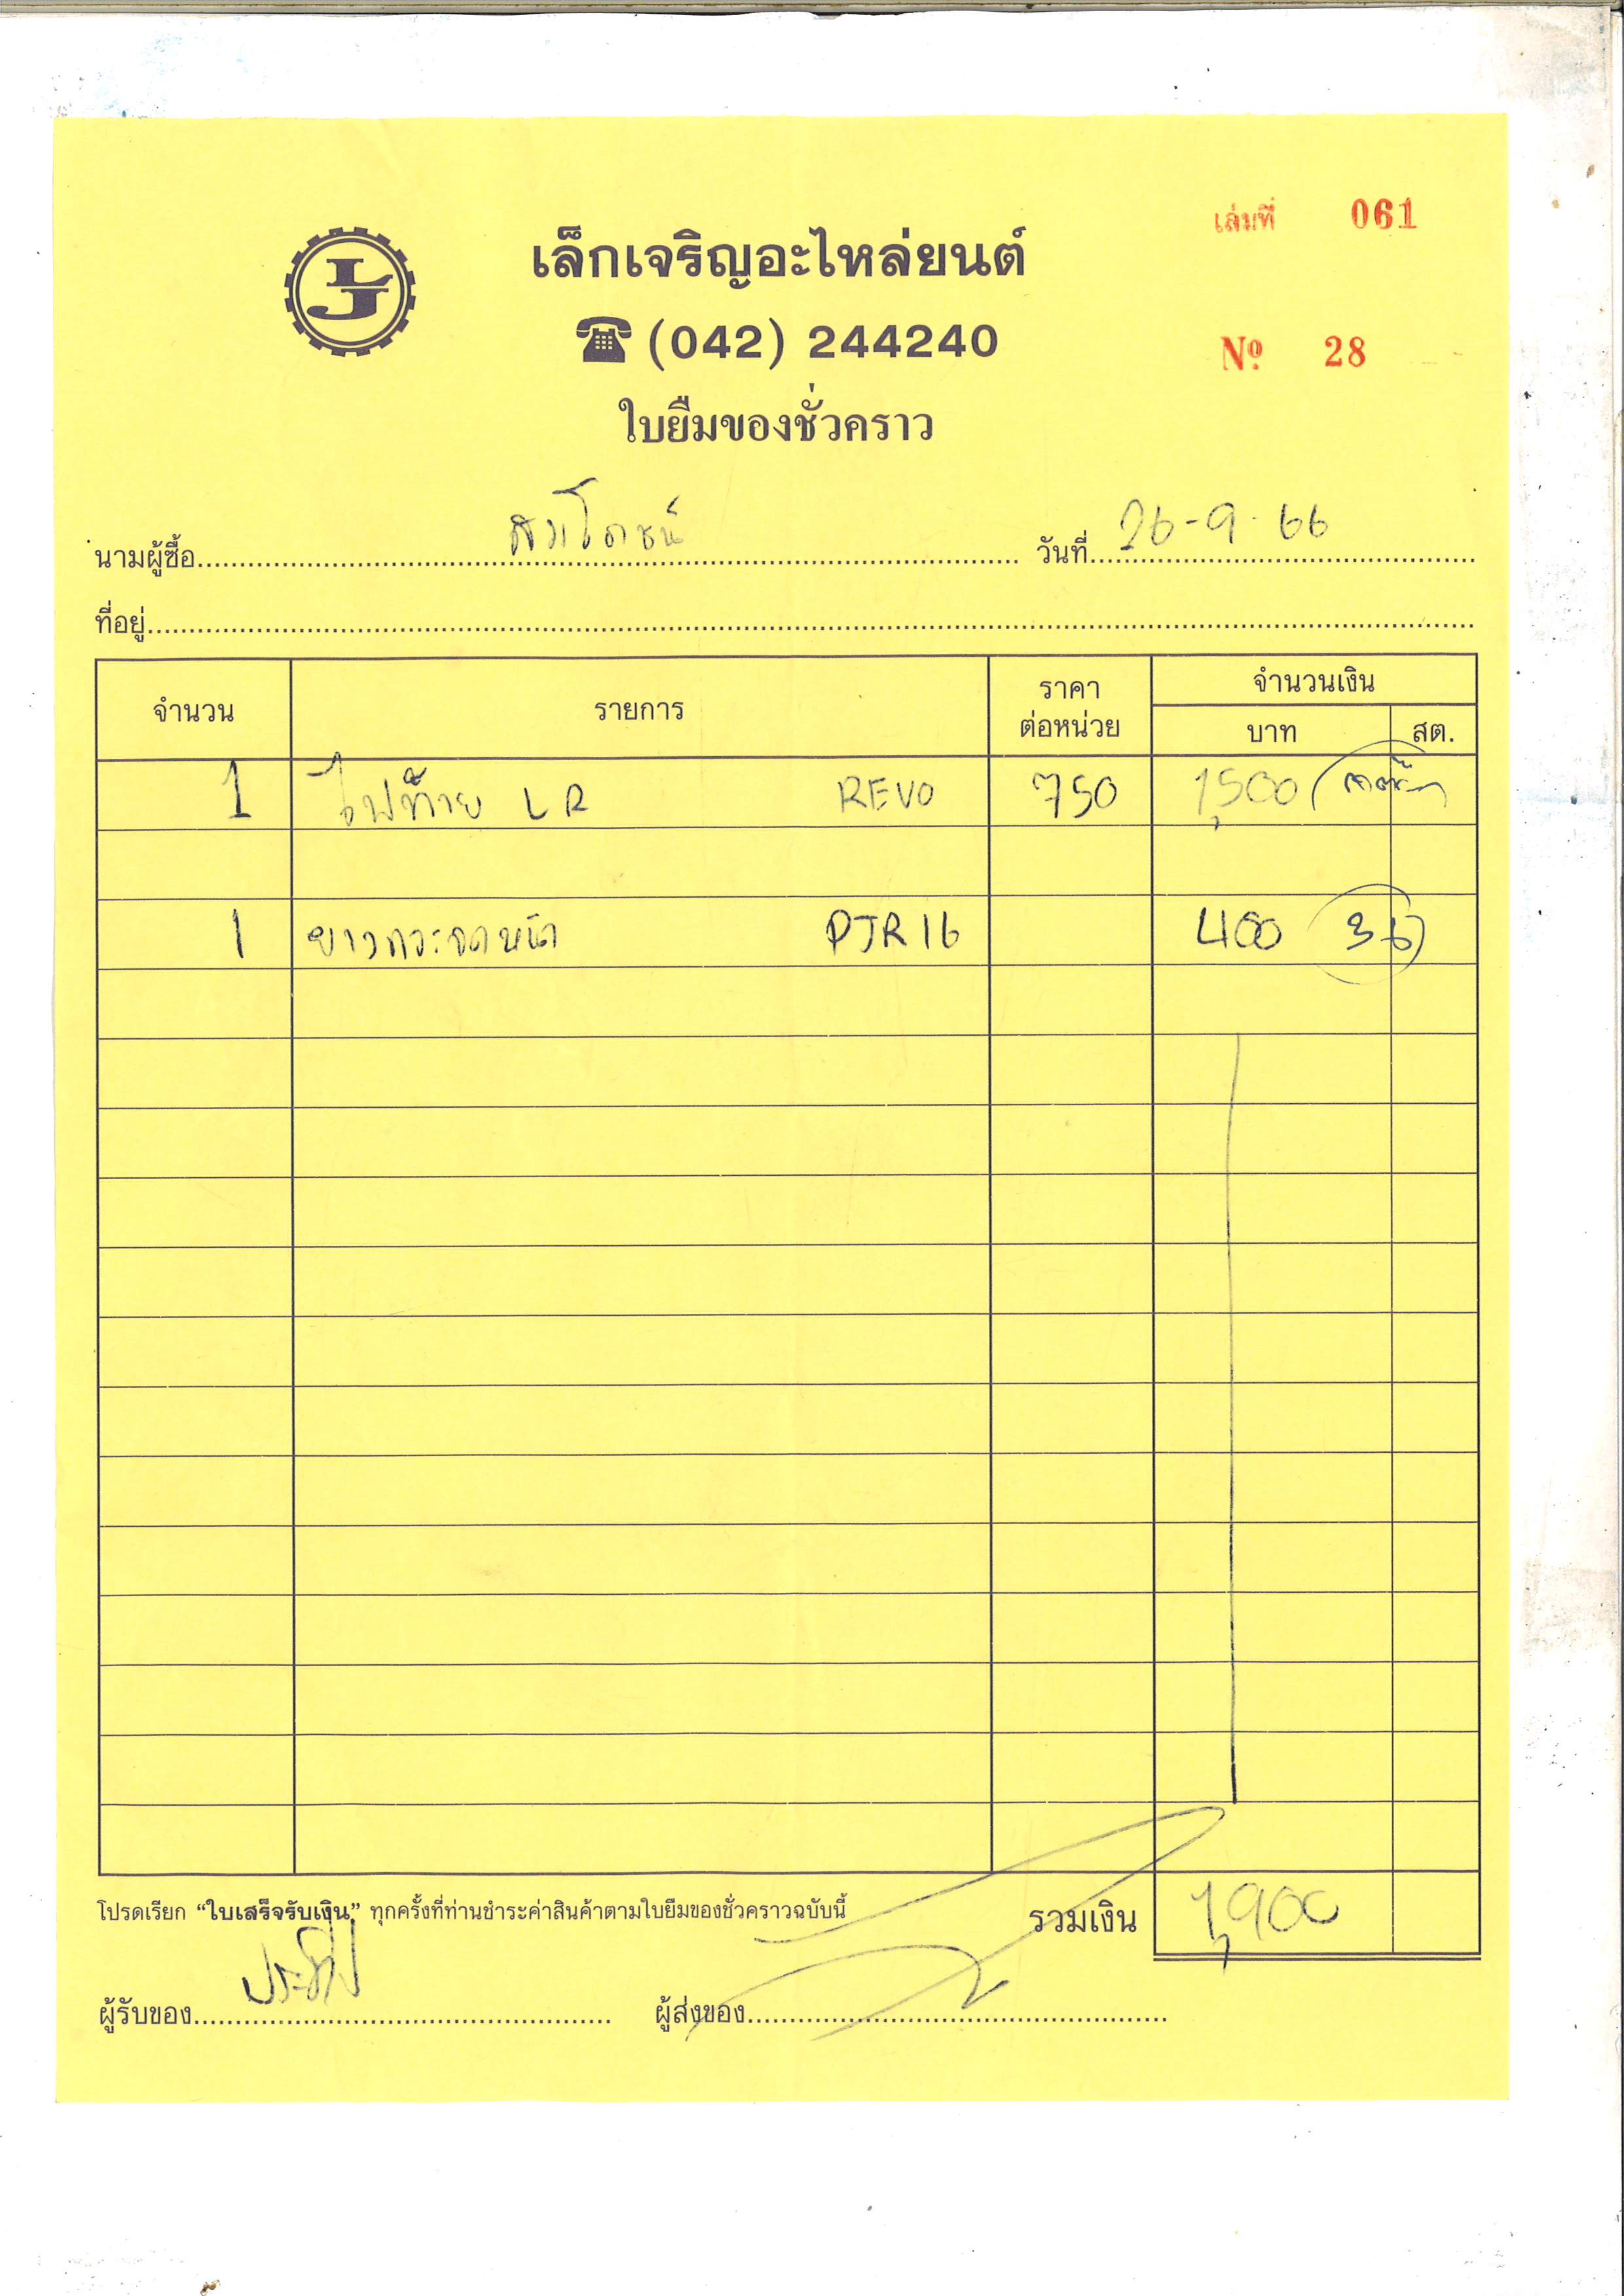 เล่มที่ 061
LJ
เล็กเจริญอะไหล่ยนต์
(042) 244240
Nº 28
ใบยืมของชั่วคราว
นามผู้ซื้อ วันที่ 26-9-66
ที่อยู่
จำนวน รายการ ราคาต่อหน่วย จำนวนเงิน
บาท สต.
1 ไฟท้าย L R REVO 750 1,500
1 ยางกระจกหน้า PJR16 400 36
โปรดเรียก “ใบเสร็จรับเงิน” ทุกครั้งที่ท่านชำระค่าสินค้าตามใบยืมของชั่วคราวฉบับนี้ รวมเงิน 1,900
ผู้รับของ ประทีป ผู้ส่งของ